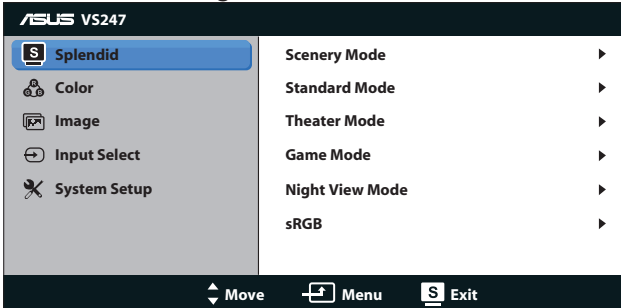 ASUS VS247
S Splendid
Color
Image
Input Select
System Setup
Scenery Mode
Standard Mode
Theater Mode
Game Mode
Night View Mode
sRGB
Move Menu S Exit